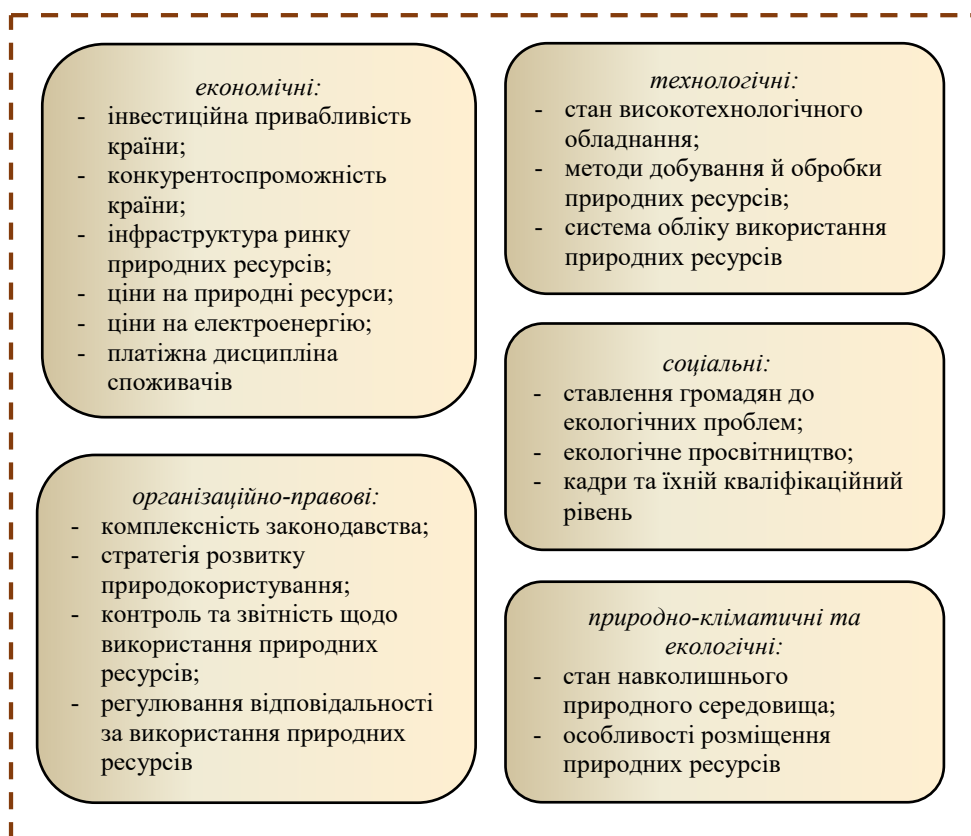 економічні:
- інвестиційна привабливість
країни;
- конкурентоспроможність
країни;
- інфраструктура ринку
природних ресурсів;
- ціни на природні ресурси;
- ціни на електроенергію;
- платіжна дисципліна
споживачів
організаційно-правові:
- комплексність законодавства;
- стратегія розвитку
природокористування;
- контроль та звітність щодо
використання природних
ресурсів;
- регулювання відповідальності
за використання природних
ресурсів
технологічні:
- стан високотехнологічного
обладнання;
- методи добування й обробки
природних ресурсів;
- система обліку використання
природних ресурсів
соціальні:
- ставлення громадян до
екологічних проблем;
- екологічне просвітництво;
- кадри та їхній кваліфікаційний
рівень
природно-кліматичні та
екологічні:
- стан навколишнього
природного середовища;
- особливості розміщення
природних ресурсів